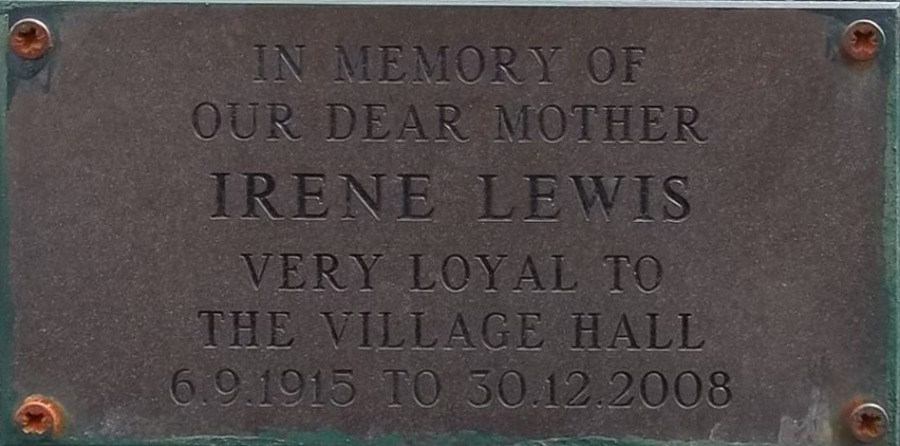 IN MEMORY OF
OUR DEAR MOTHER
IRENE LEWIS
VERY LOYAL TO
THE VILLAGE HALL
6.9.1915 TO 30.12.2008